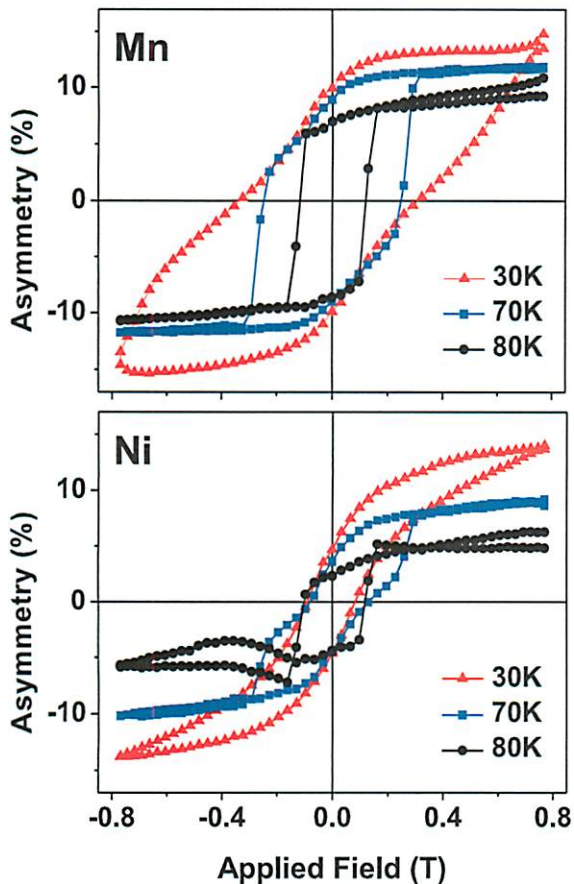 Mn
Asymmetry (%)
10
0
-10
30K
70K
80K
Ni
Asymmetry (%)
10
0
-10
30K
70K
80K
-0.8
-0.4
0.0
0.4
0.8
Applied Field (T)